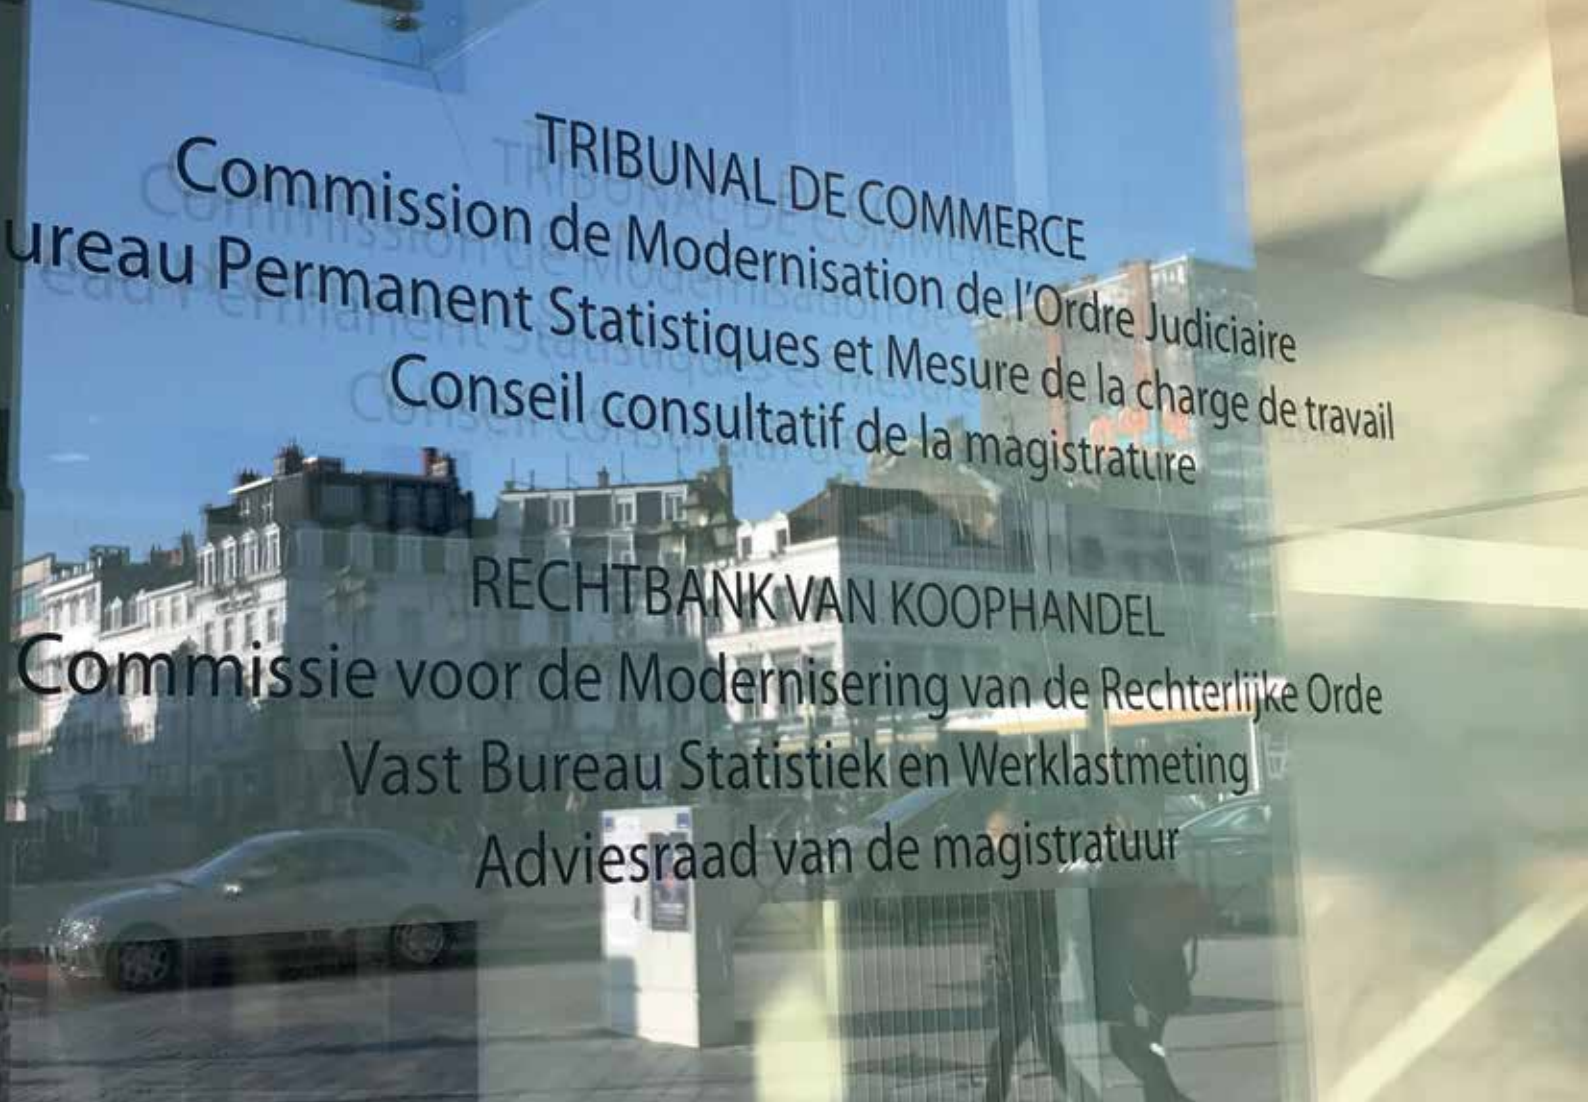 TRIBUNAL DE COMMERCE
Commission de Modernisation de l'Ordre Judiciaire
ureau Permanent Statistiques et Mesure de la charge de travail
Conseil consultatif de la magistrature
RECHTBANK VAN KOOPHANDEL
Commissie voor de Modernisering van de Rechterlijke Orde
Vast Bureau Statistiek en Werklastmeting
Adviesraad van de magistratuur